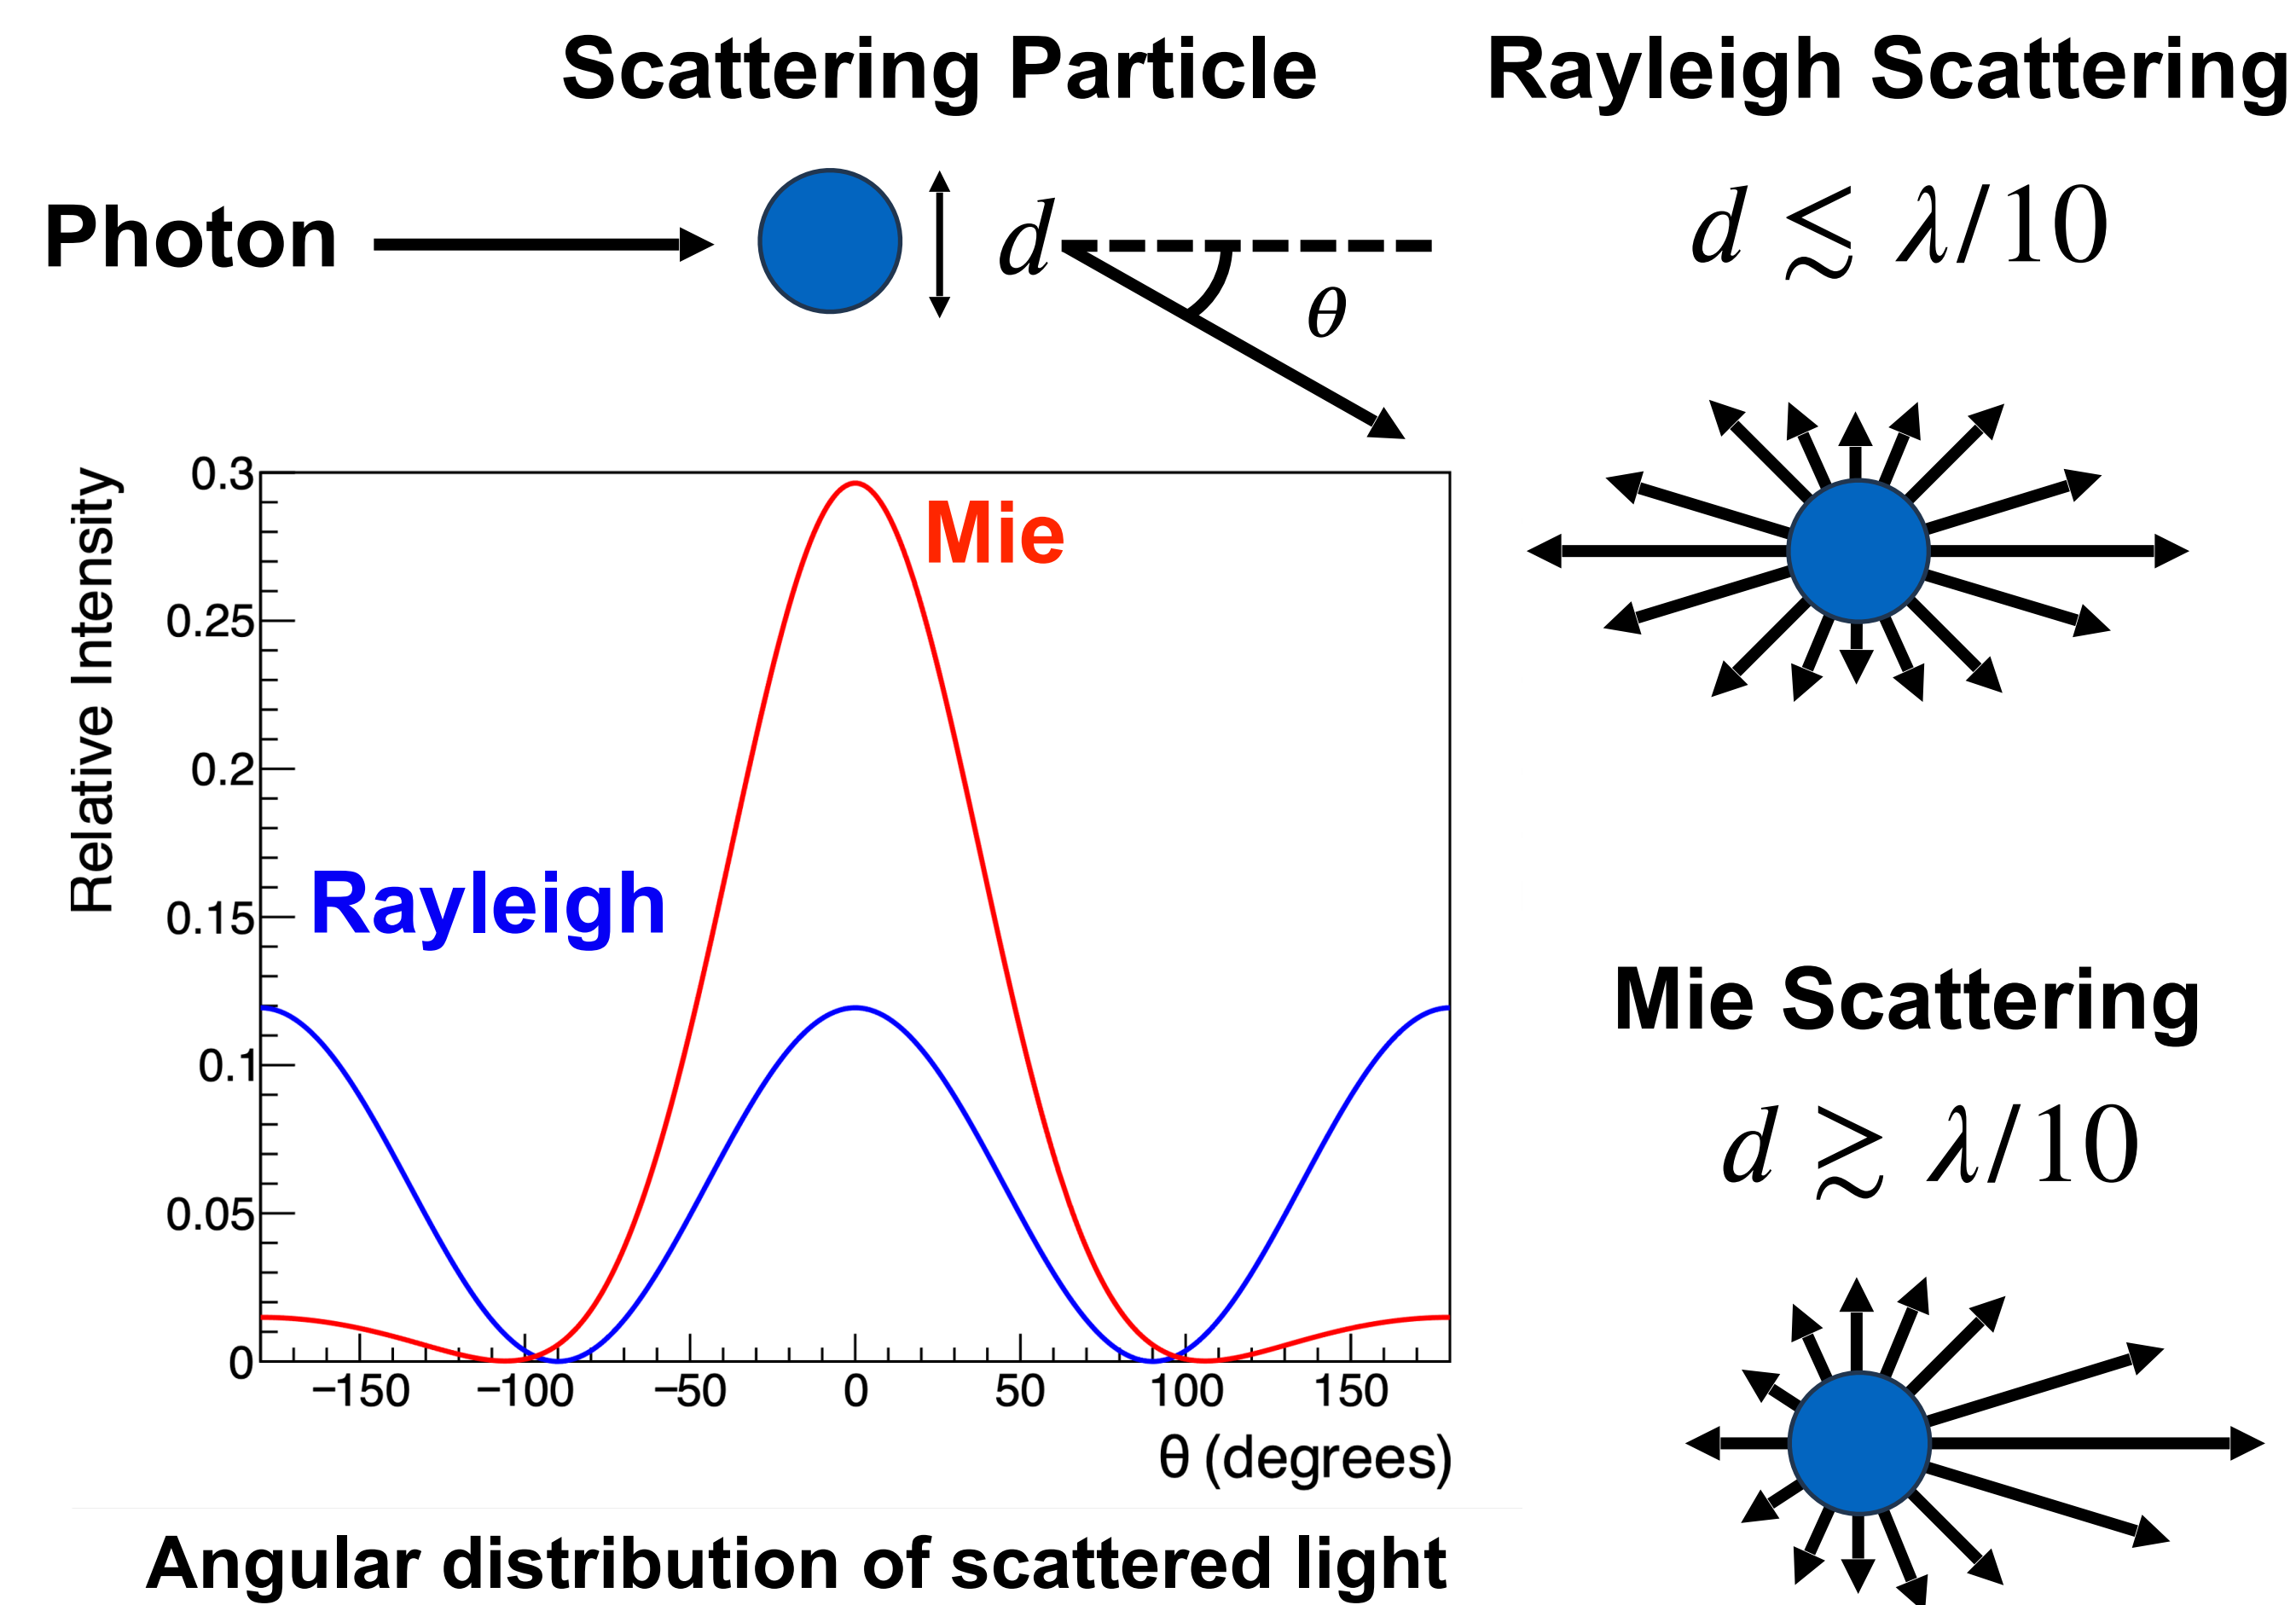 Scattering Particle
Rayleigh Scattering
Photon
d
θ
d ≲ λ/10
Relative Intensity
0.3
0.25
0.2
0.15
0.1
0.05
0
Mie
Rayleigh
−150 −100 −50 0 50 100 150
θ (degrees)
Angular distribution of scattered light
Mie Scattering
d ≳ λ/10